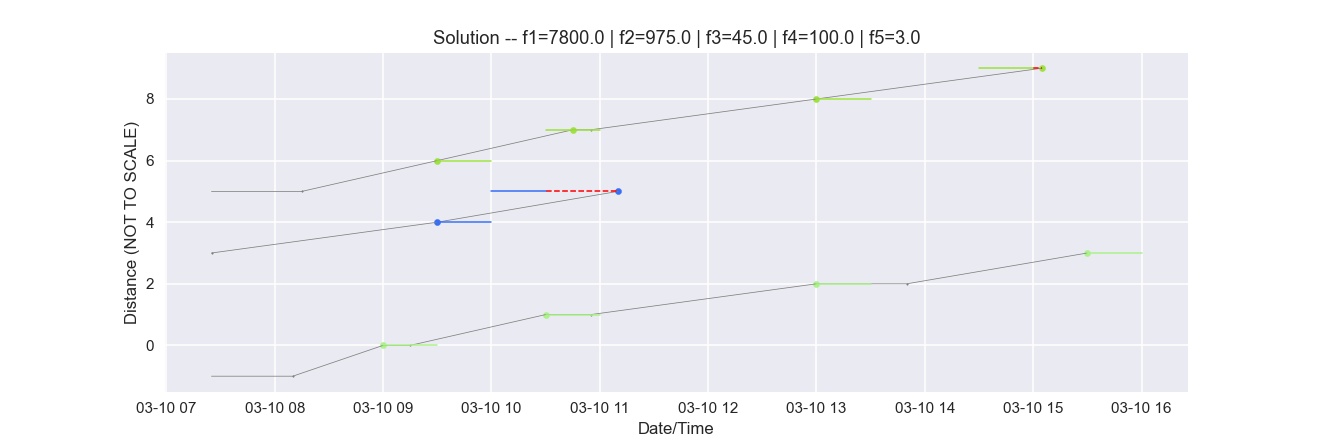 Solution -- f1=7800.0 | f2=975.0 | f3=45.0 | f4=100.0 | f5=3.0
Distance (NOT TO SCALE)
8
6
4
2
0
03-10 07 03-10 08 03-10 09 03-10 10 03-10 11 03-10 12 03-10 13 03-10 14 03-10 15 03-10 16
Date/Time